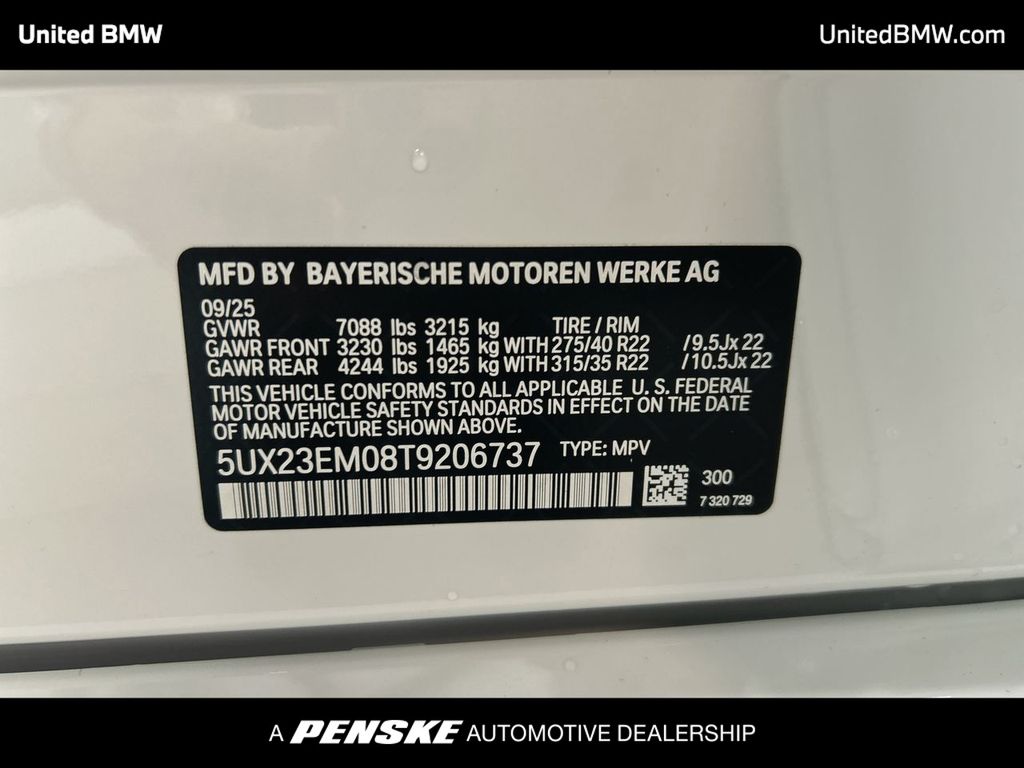 United BMW
UnitedBMW.com
MFD BY BAYERISCHE MOTOREN WERKE AG
09/25
GVWR 7088 lbs 3215 kg TIRE / RIM
GAWR FRONT 3230 lbs 1465 kg WITH 275/40 R22 /9.5Jx 22
GAWR REAR 4244 lbs 1925 kg WITH 315/35 R22 /10.5Jx 22
THIS VEHICLE CONFORMS TO ALL APPLICABLE U. S. FEDERAL
MOTOR VEHICLE SAFETY STANDARDS IN EFFECT ON THE DATE
OF MANUFACTURE SHOWN ABOVE.
5UX23EM08T9206737 TYPE: MPV
300
7 320 729
A PENSKE AUTOMOTIVE DEALERSHIP